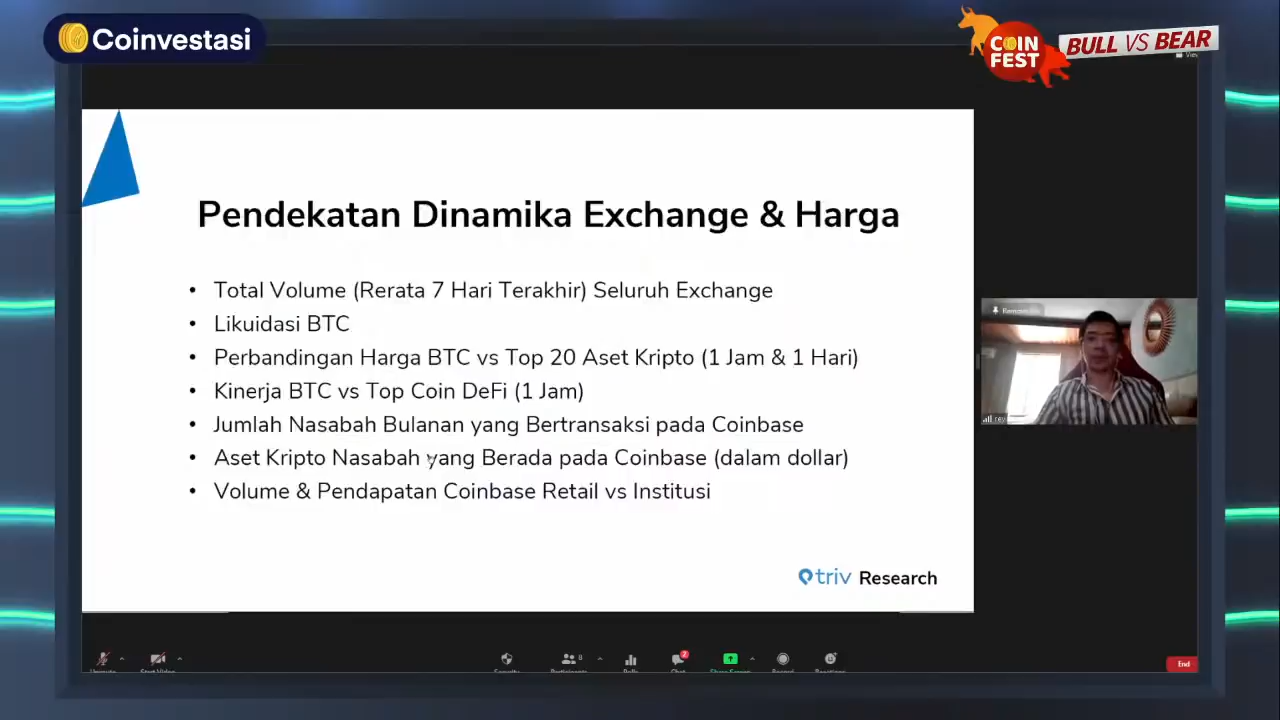 Coinvestasi
COIN
FEST
BULL VS BEAR
Pendekatan Dinamika Exchange & Harga
• Total Volume (Rerata 7 Hari Terakhir) Seluruh Exchange
• Likuidasi BTC
• Perbandingan Harga BTC vs Top 20 Aset Kripto (1 Jam & 1 Hari)
• Kinerja BTC vs Top Coin DeFi (1 Jam)
• Jumlah Nasabah Bulanan yang Bertransaksi pada Coinbase
• Aset Kripto Nasabah yang Berada pada Coinbase (dalam dollar)
• Volume & Pendapatan Coinbase Retail vs Institusi
triv Research
End